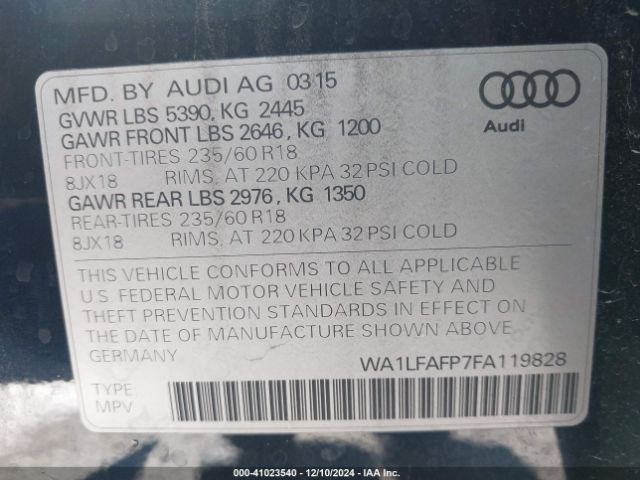 MFD. BY AUDI AG 03 15
GVWR LBS 5390, KG 2445
GAWR FRONT LBS 2646, KG 1200
FRONT-TIRES 235/60 R18
8JX18 RIMS, AT 220 KPA 32 PSI COLD
GAWR REAR LBS 2976, KG 1350
REAR-TIRES 235/60 R18
8JX18 RIMS, AT 220 KPA 32 PSI COLD
Audi
THIS VEHICLE CONFORMS TO ALL APPLICABLE
U.S. FEDERAL MOTOR VEHICLE SAFETY AND
THEFT PREVENTION STANDARDS IN EFFECT ON
THE DATE OF MANUFACTURE SHOWN ABOVE.
GERMANY WA1LFAFP7FA119828
TYPE:
MPV
000-41023540 - 12/10/2024 - IAA Inc.